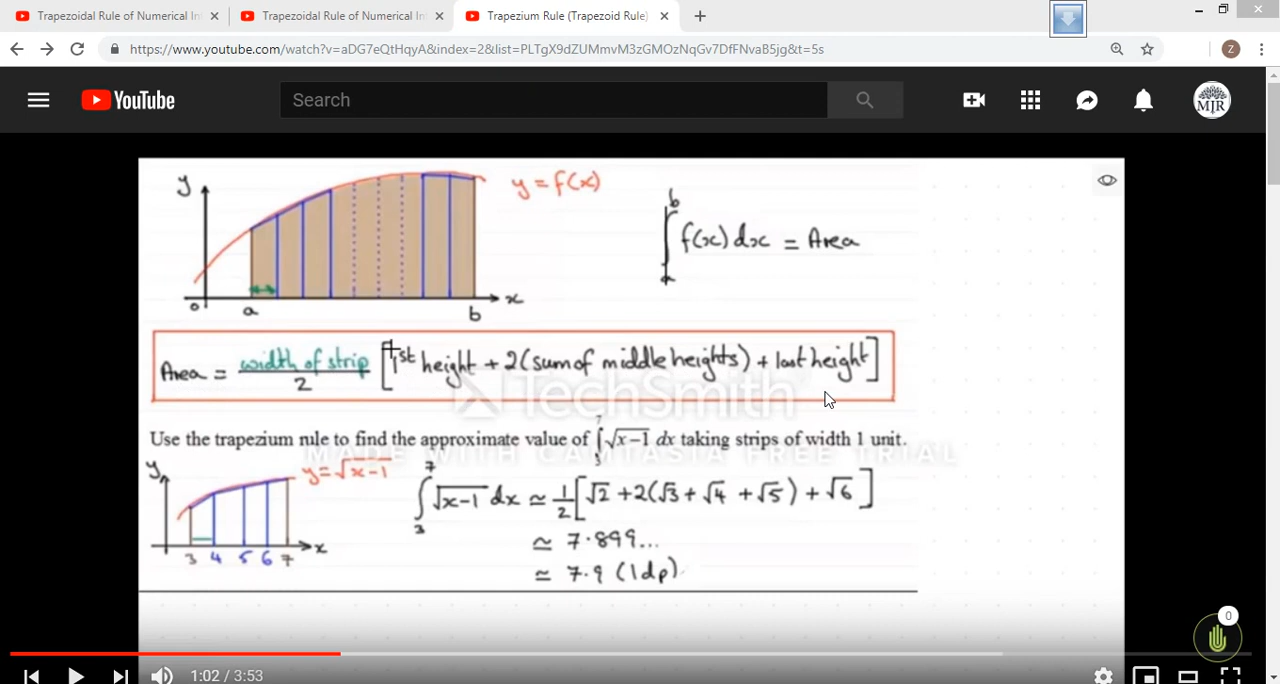 Trapezoidal Rule of Numerical In
Trapezoidal Rule of Numerical In
Trapezium Rule (Trapezoid Rule)
https://www.youtube.com/watch?v=aDG7eQtHqyA&index=2&list=PLTgX9dZUMmvM3zGMOzNqGv7DfFNvaB5jg&t=5s
Z
YouTube
Search
MJR
y
y = f(x)
∫ₐᵇ f(x) dx = Area
0 a b x
Area = width of strip / 2 [1st height + 2(sum of middle heights) + last height]
TechSmith
Use the trapezium rule to find the approximate value of ∫₃⁷ √(x−1) dx taking strips of width 1 unit.
MADE WITH CAMTASIA FREE TRIAL
y
y = √(x−1)
∫₃⁷ √(x−1) dx ≃ 1/2 [√2 + 2(√3 + √4 + √5) + √6]
3 4 5 6 7 x
≃ 7.899...
≃ 7.9 (1dp)
0
1:02 / 3:53